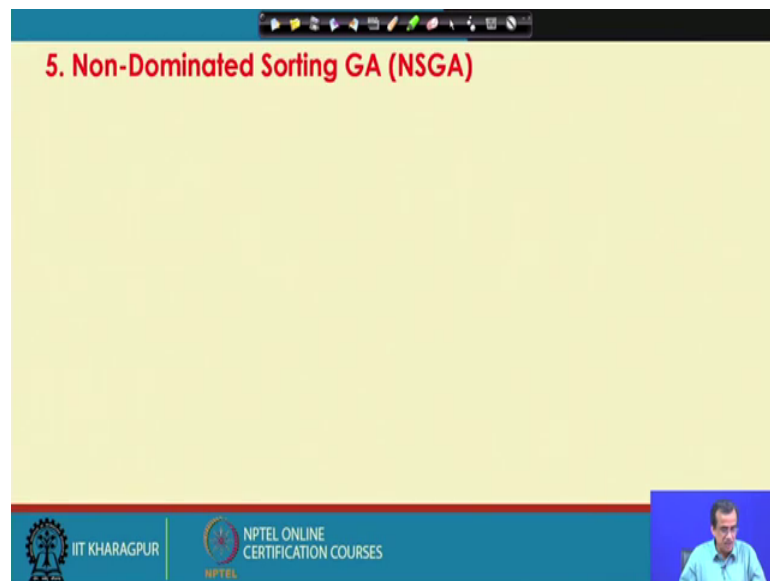 5. Non-Dominated Sorting GA (NSGA)
IIT KHARAGPUR
NPTEL ONLINE
CERTIFICATION COURSES
NPTEL